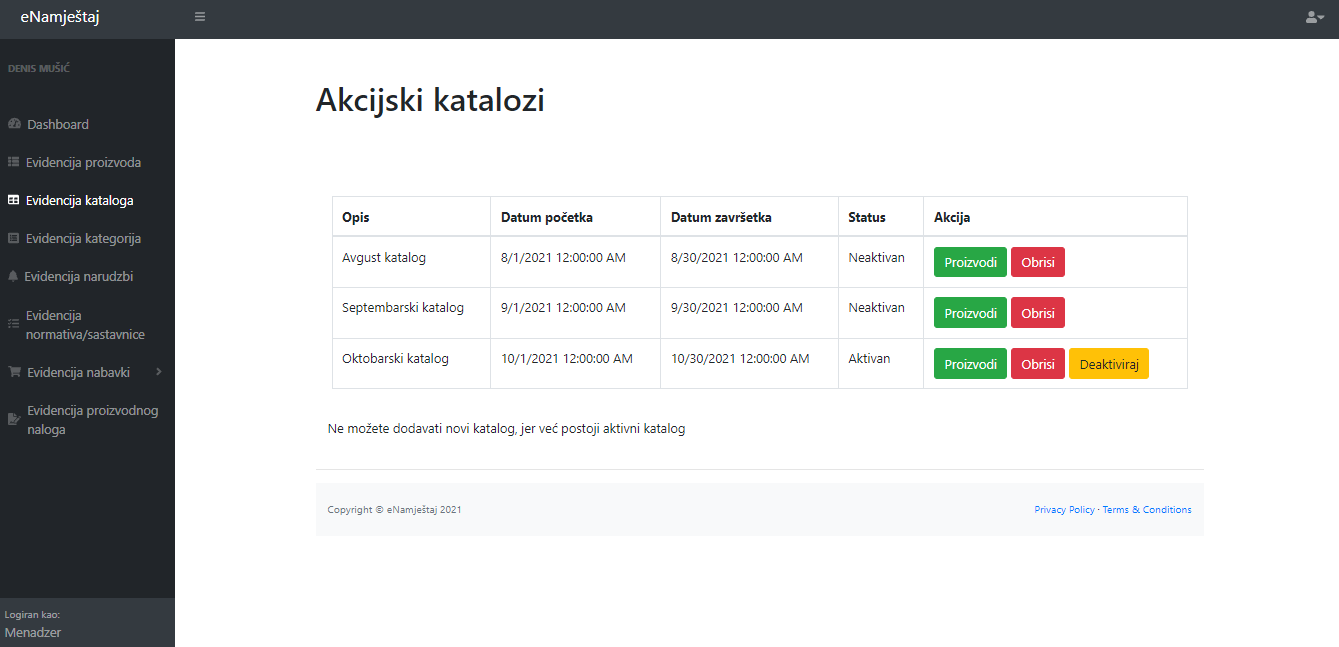 eNamještaj
DENIS MUŠIĆ
Dashboard
Evidencija proizvoda
Evidencija kataloga
Evidencija kategorija
Evidencija narudzbi
Evidencija
normativa/sastavnice
Evidencija nabavki
Evidencija proizvodnog
naloga
Logiran kao:
Menadzer
Akcijski katalozi
Opis Datum početka Datum završetka Status Akcija
Avgust katalog 8/1/2021 12:00:00 AM 8/30/2021 12:00:00 AM Neaktivan Proizvodi Obrisi
Septembarski katalog 9/1/2021 12:00:00 AM 9/30/2021 12:00:00 AM Neaktivan Proizvodi Obrisi
Oktobarski katalog 10/1/2021 12:00:00 AM 10/30/2021 12:00:00 AM Aktivan Proizvodi Obrisi Deaktiviraj
Ne možete dodavati novi katalog, jer već postoji aktivni katalog
Copyright © eNamještaj 2021 Privacy Policy · Terms & Conditions